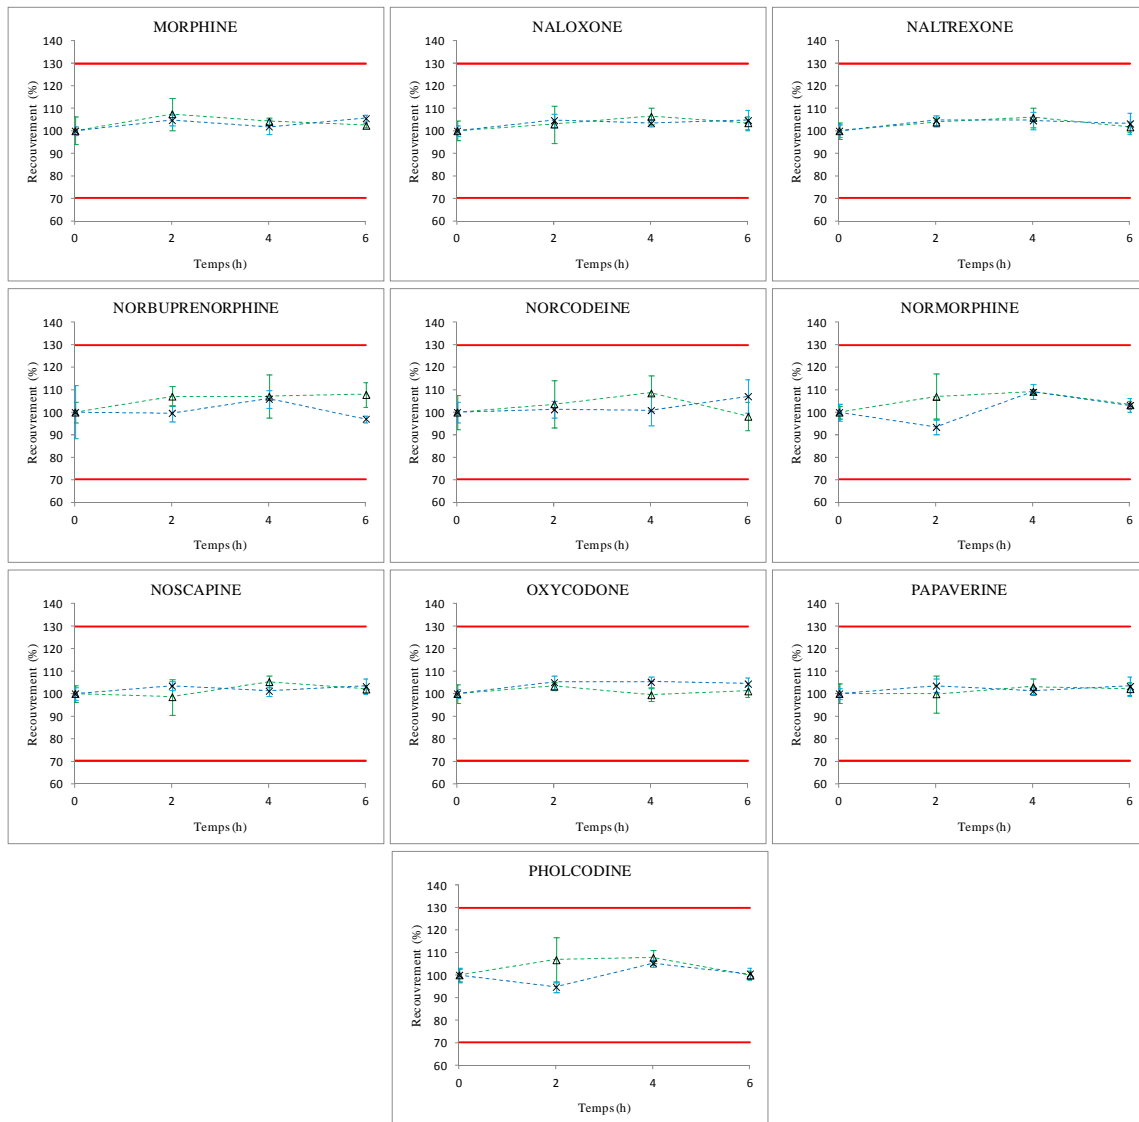 MORPHINE
Recouvrement (%)
140
130
120
110
100
90
80
70
60
0 2 4 6
Temps (h)
NALOXONE
Recouvrement (%)
140
130
120
110
100
90
80
70
60
0 2 4 6
Temps (h)
NALTREXONE
Recouvrement (%)
140
130
120
110
100
90
80
70
60
0 2 4 6
Temps (h)
NORBUPRENORPHINE
Recouvrement (%)
140
130
120
110
100
90
80
70
60
0 2 4 6
Temps (h)
NORCODEINE
Recouvrement (%)
140
130
120
110
100
90
80
70
60
0 2 4 6
Temps (h)
NORMORPHINE
Recouvrement (%)
140
130
120
110
100
90
80
70
60
0 2 4 6
Temps (h)
NOSCAPINE
Recouvrement (%)
140
130
120
110
100
90
80
70
60
0 2 4 6
Temps (h)
OXYCODONE
Recouvrement (%)
140
130
120
110
100
90
80
70
60
0 2 4 6
Temps (h)
PAPAVERINE
Recouvrement (%)
140
130
120
110
100
90
80
70
60
0 2 4 6
Temps (h)
PHOLCODINE
Recouvrement (%)
140
130
120
110
100
90
80
70
60
0 2 4 6
Temps (h)